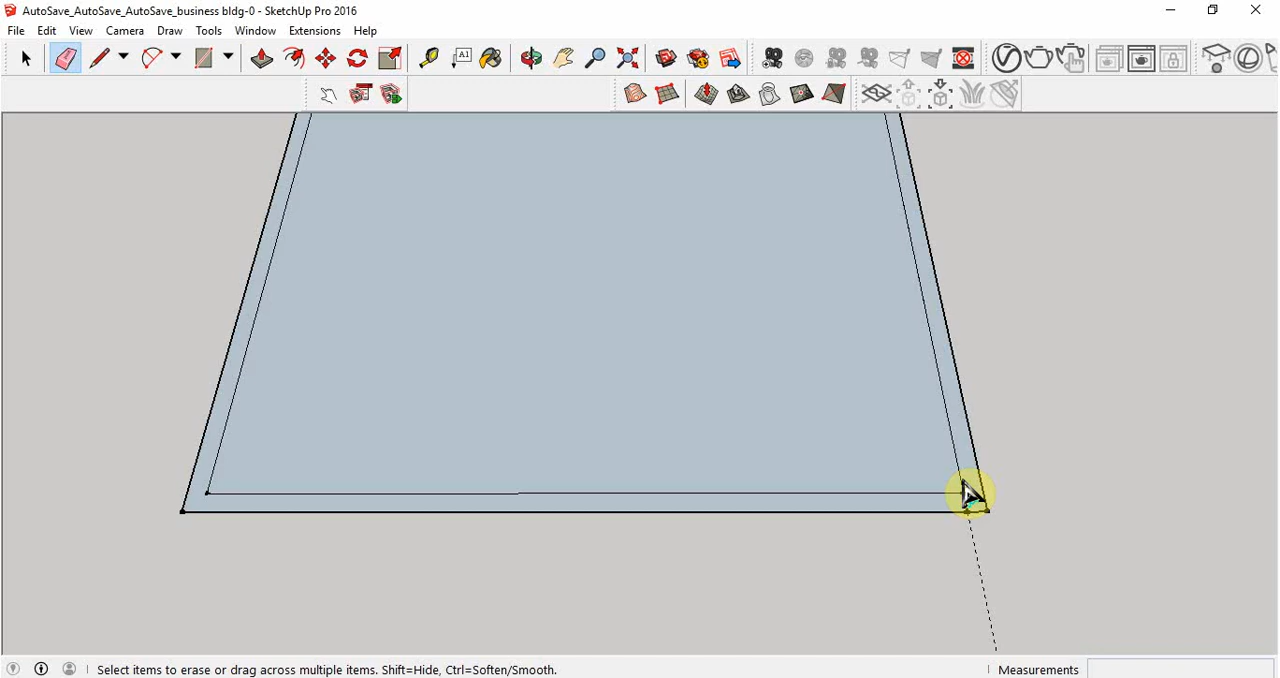 AutoSave_AutoSave_AutoSave_business bldg-0 - SketchUp Pro 2016
File Edit View Camera Draw Tools Window Extensions Help
A1
Select items to erase or drag across multiple items. Shift=Hide, Ctrl=Soften/Smooth.
Measurements